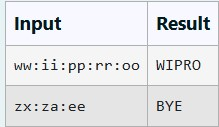 Input Result
ww:ii:pp:rr:oo WIPRO
zx:za:ee BYE